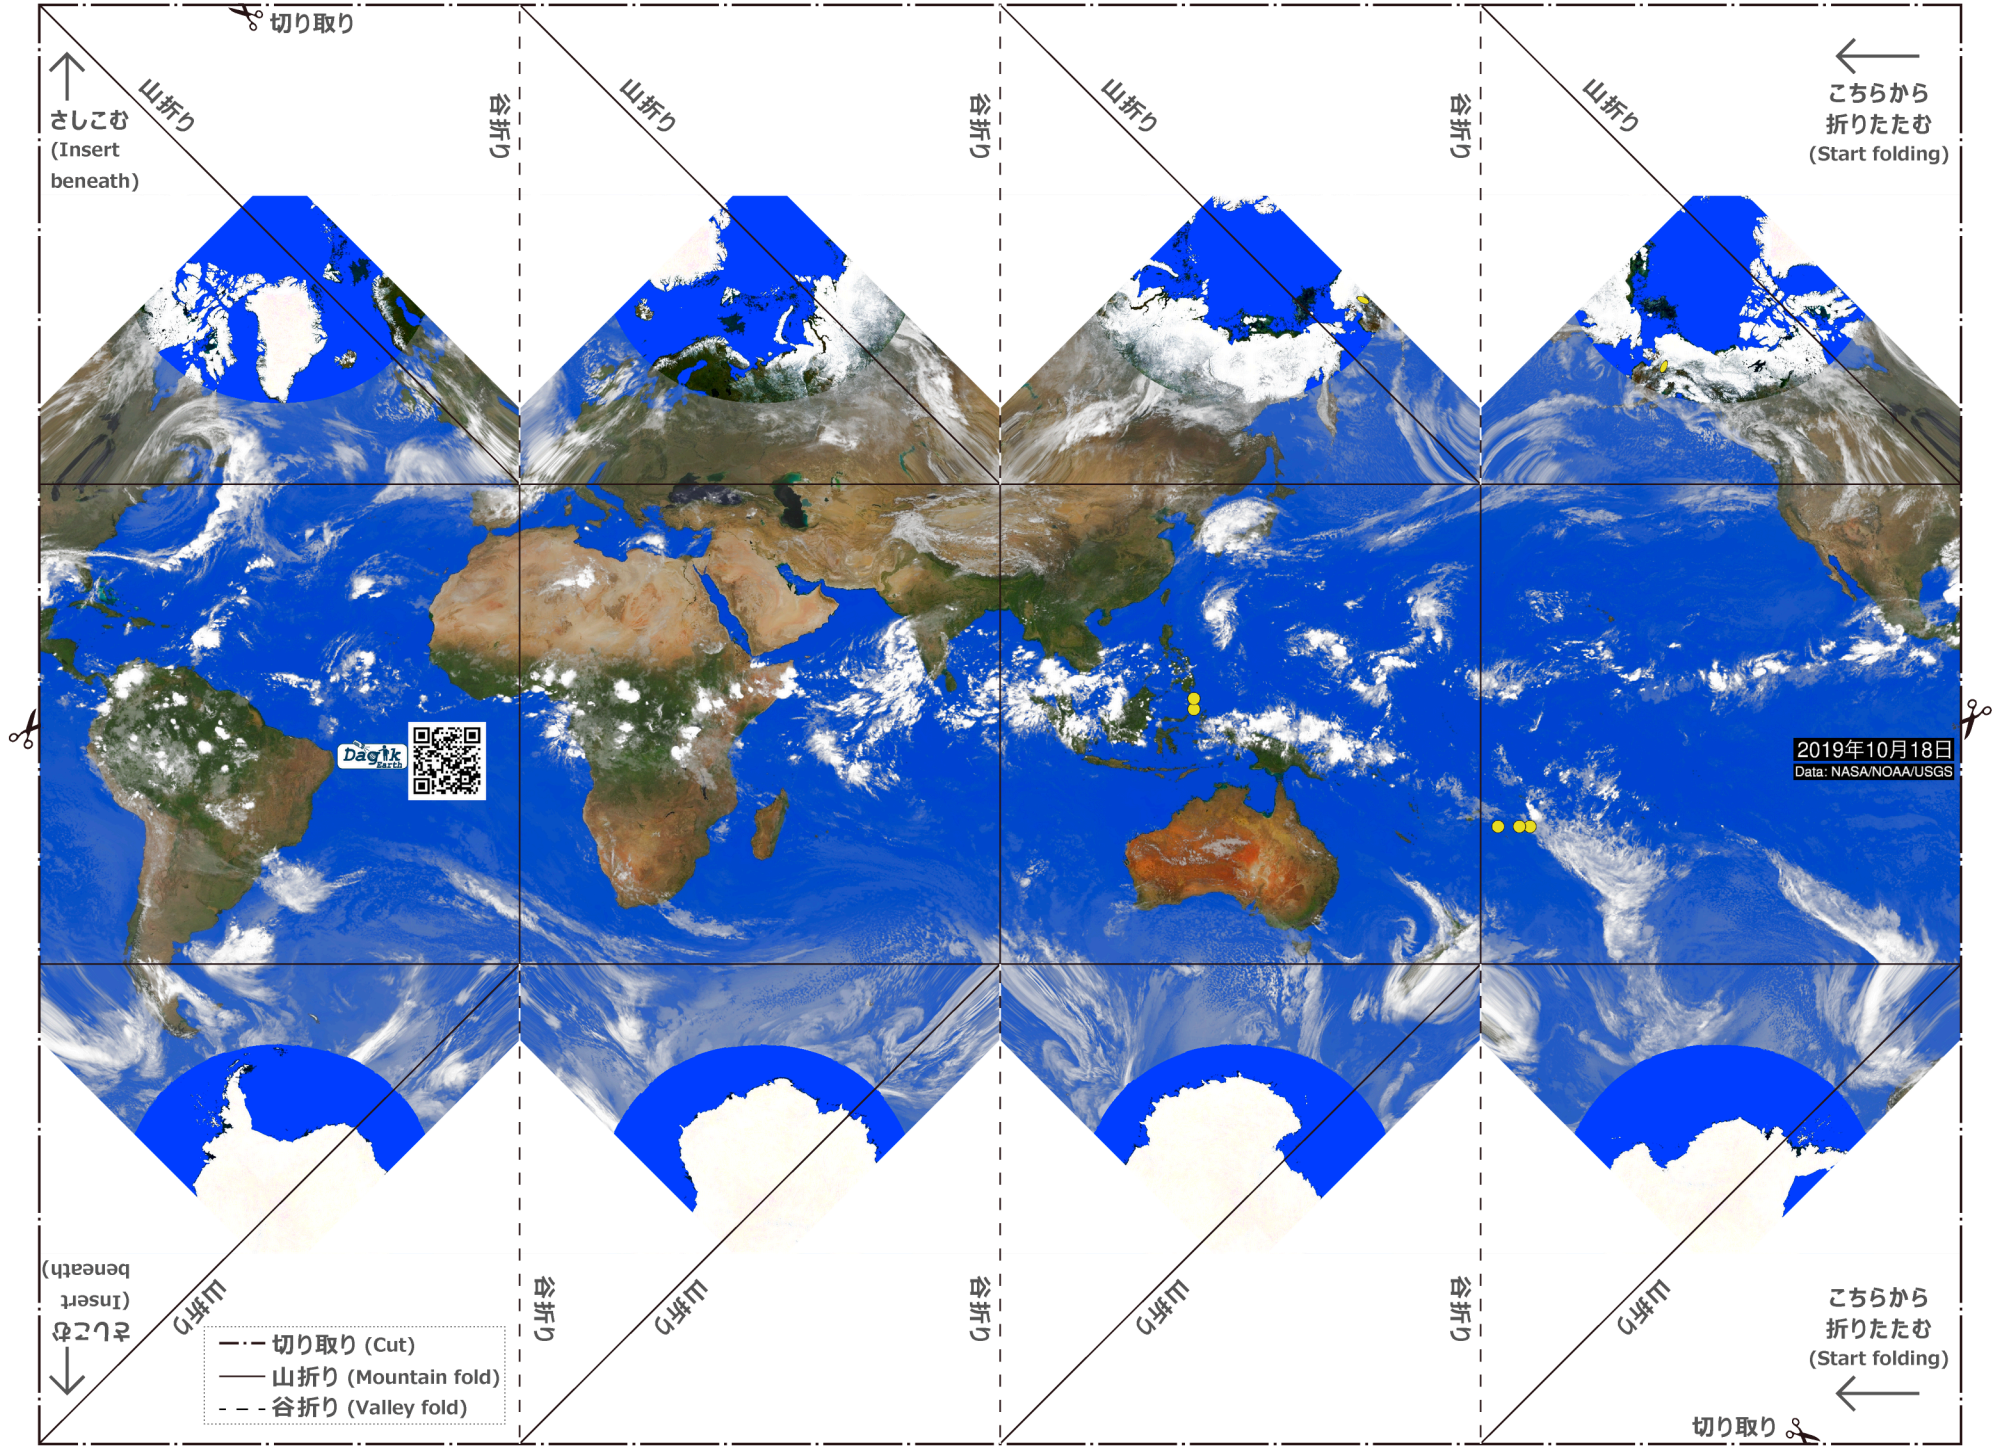 切り取り
さしこむ
(Insert
beneath)
山折り
谷折り
山折り
谷折り
山折り
谷折り
山折り
こちらから
折りたたむ
(Start folding)
Dagik
Earth
2019年10月18日
Data: NASA/NOAA/USGS
さしこむ
(Insert
beneath)
山折り
谷折り
山折り
谷折り
山折り
谷折り
山折り
こちらから
折りたたむ
(Start folding)
切り取り (Cut)
山折り (Mountain fold)
谷折り (Valley fold)
切り取り